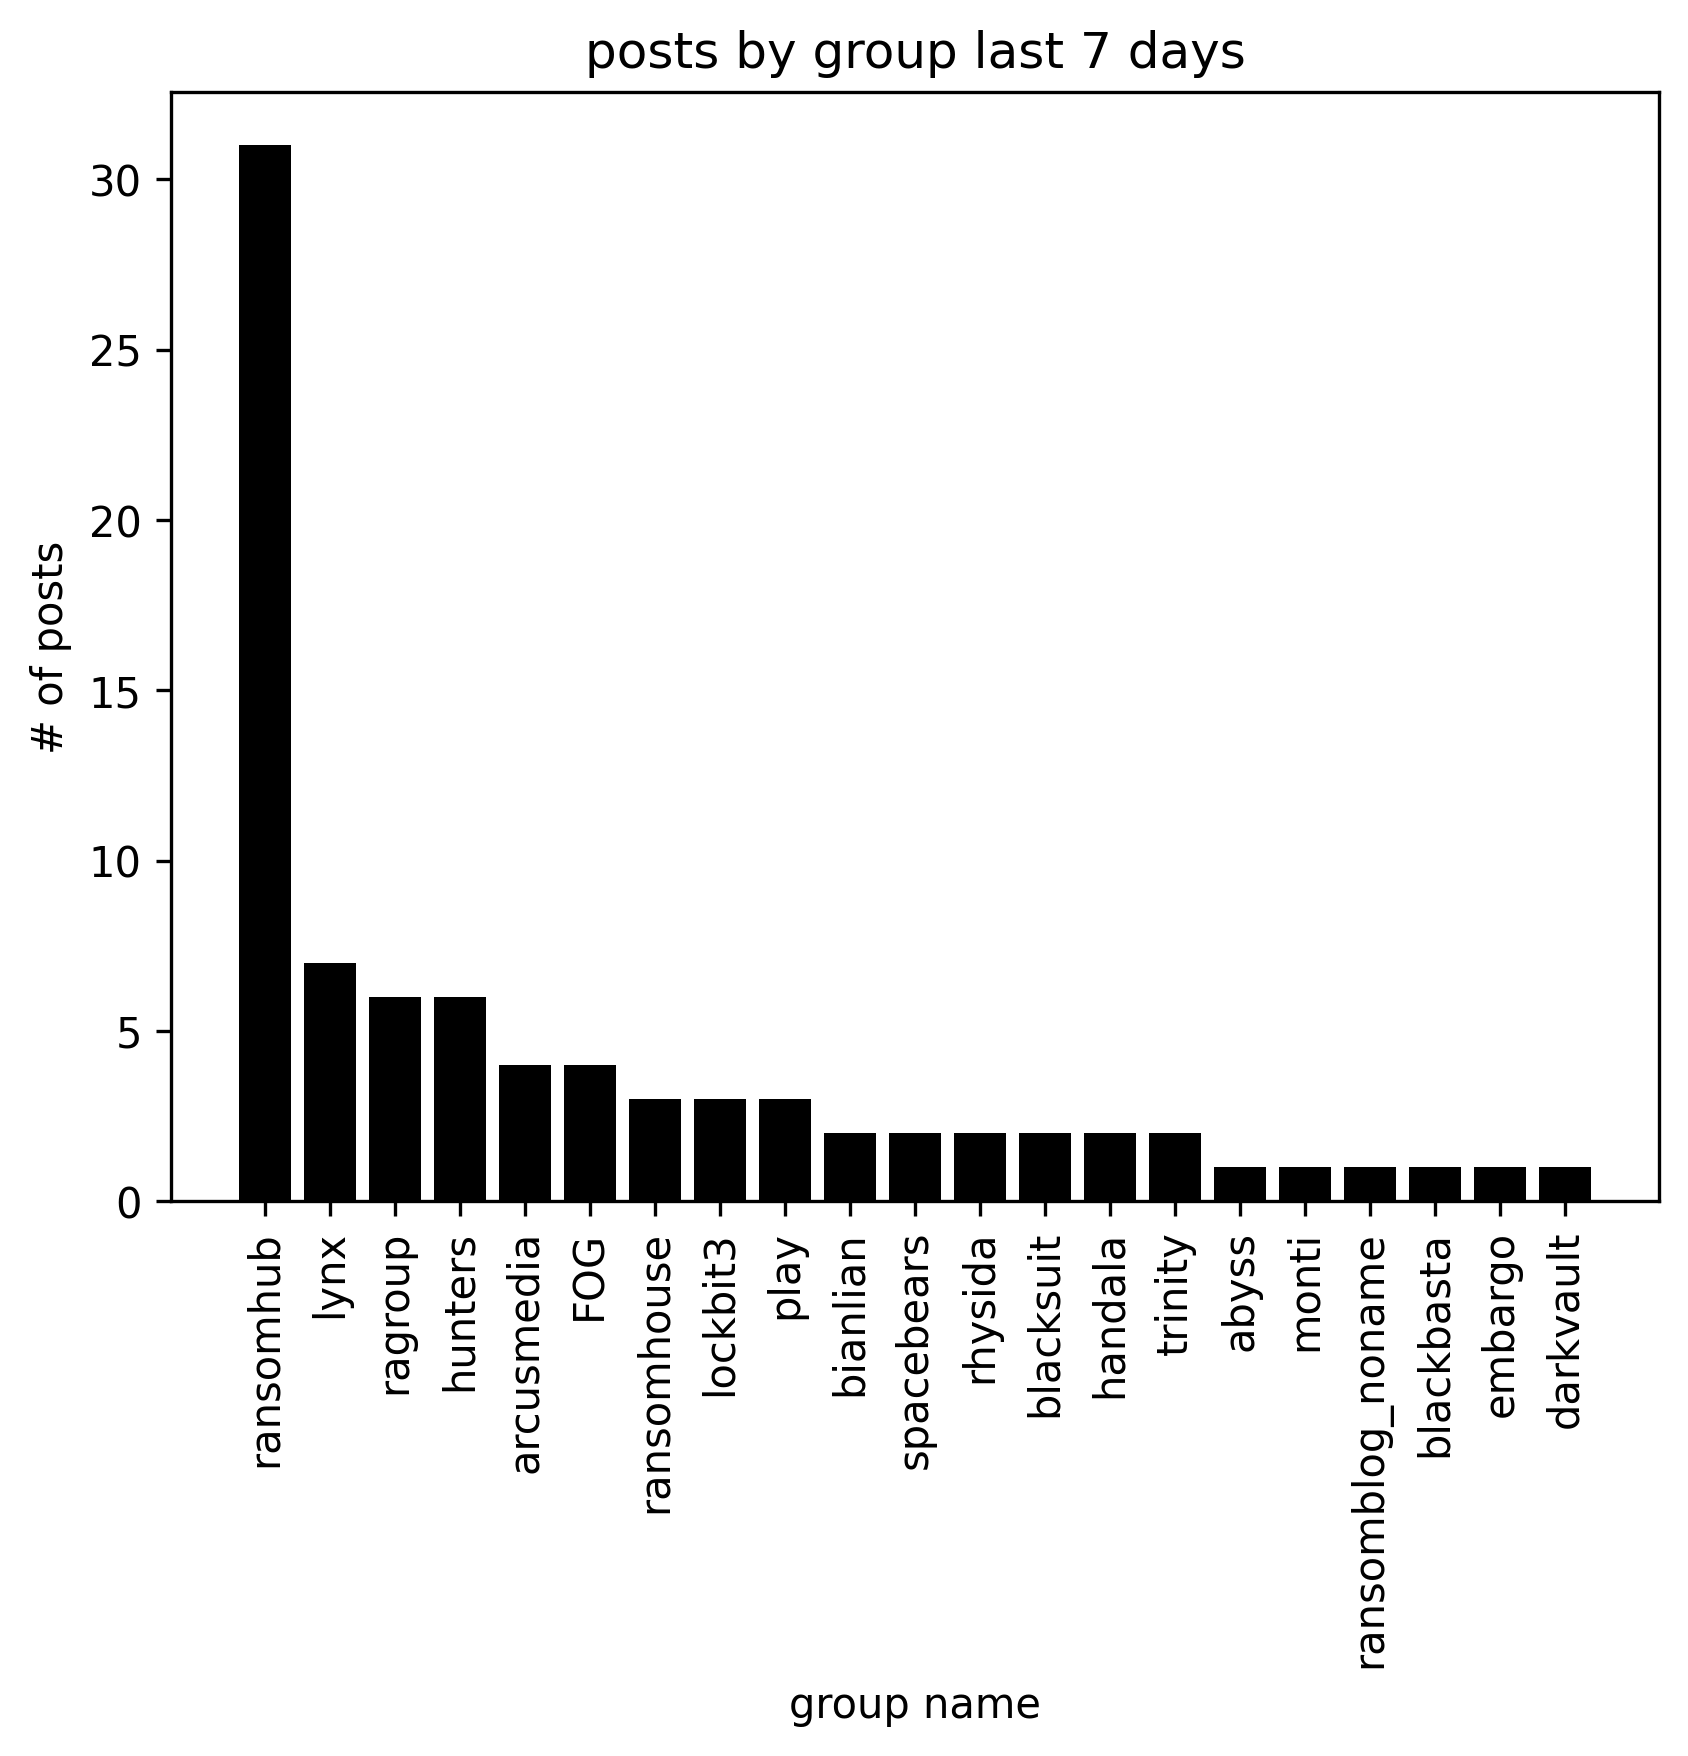 posts by group last 7 days
# of posts
30
25
20
15
10
5
0
ransomhub
lynx
ragroup
hunters
arcusmedia
FOG
ransomhouse
lockbit3
play
bianlian
spacebears
rhysida
blacksuit
handala
trinity
abyss
monti
ransomblog_noname
blackbasta
embargo
darkvault
group name